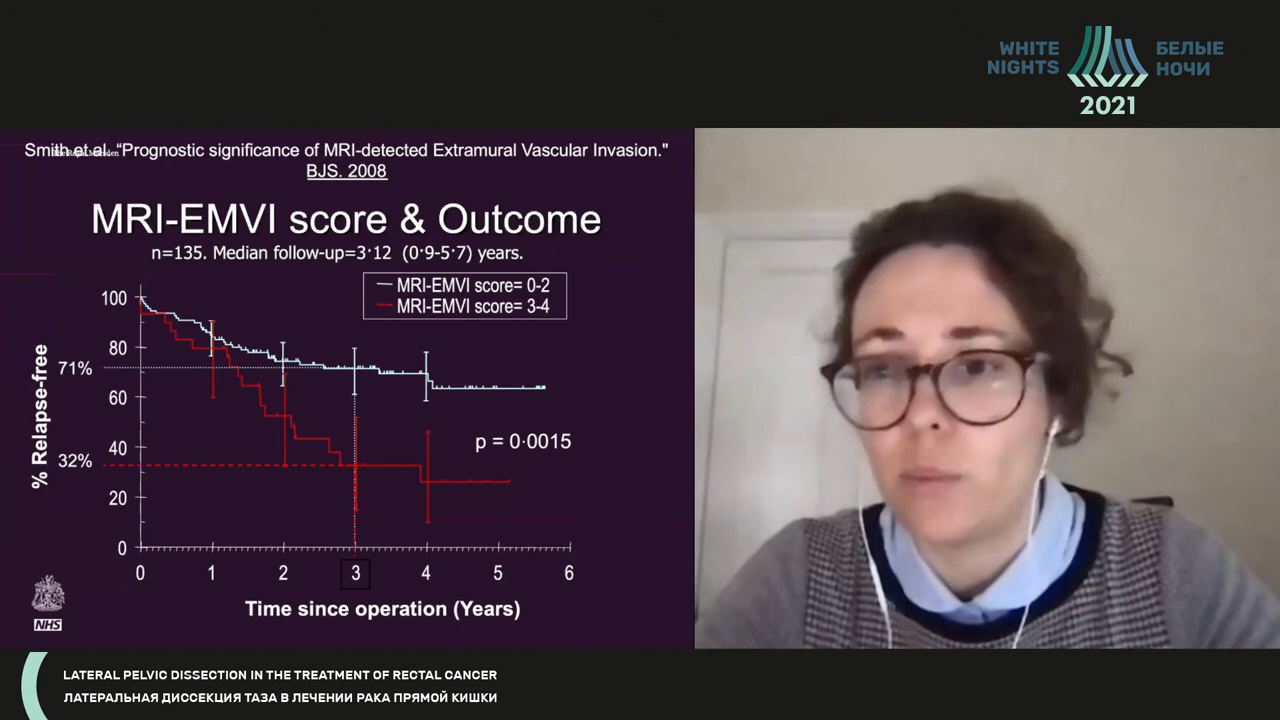 WHITE NIGHTS
БЕЛЫЕ НОЧИ
2021
Smith et al. “Prognostic significance of MRI-detected Extramural Vascular Invasion."
BJS. 2008
MRI-EMVI score & Outcome
n=135. Median follow-up=3·12 (0·9-5·7) years.
MRI-EMVI score= 0-2
MRI-EMVI score= 3-4
% Relapse-free
100
80
71%
60
40
32%
20
0
p = 0·0015
0 1 2 3 4 5 6
Time since operation (Years)
NHS
LATERAL PELVIC DISSECTION IN THE TREATMENT OF RECTAL CANCER
ЛАТЕРАЛЬНАЯ ДИССЕКЦИЯ ТАЗА В ЛЕЧЕНИИ РАКА ПРЯМОЙ КИШКИ